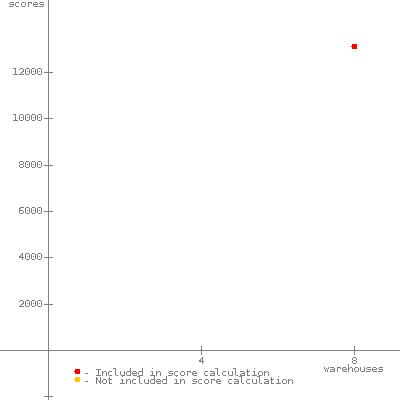 scores
12000
10000
8000
6000
4000
2000
4
8
warehouses
- Included in score calculation
- Not included in score calculation